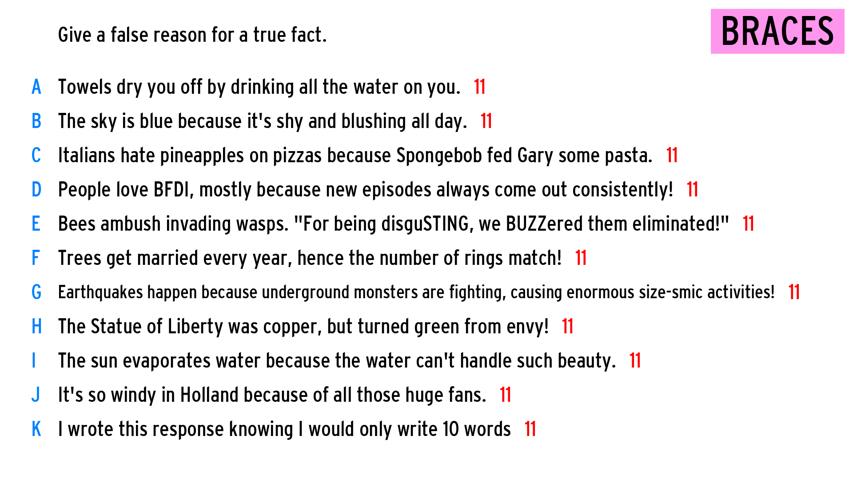 Give a false reason for a true fact.
BRACES
A Towels dry you off by drinking all the water on you. 11
B The sky is blue because it's shy and blushing all day. 11
C Italians hate pineapples on pizzas because Spongebob fed Gary some pasta. 11
D People love BFDI, mostly because new episodes always come out consistently! 11
E Bees ambush invading wasps. "For being disguSTING, we BUZZered them eliminated!" 11
F Trees get married every year, hence the number of rings match! 11
G Earthquakes happen because underground monsters are fighting, causing enormous size-smic activities! 11
H The Statue of Liberty was copper, but turned green from envy! 11
I The sun evaporates water because the water can't handle such beauty. 11
J It's so windy in Holland because of all those huge fans. 11
K I wrote this response knowing I would only write 10 words 11